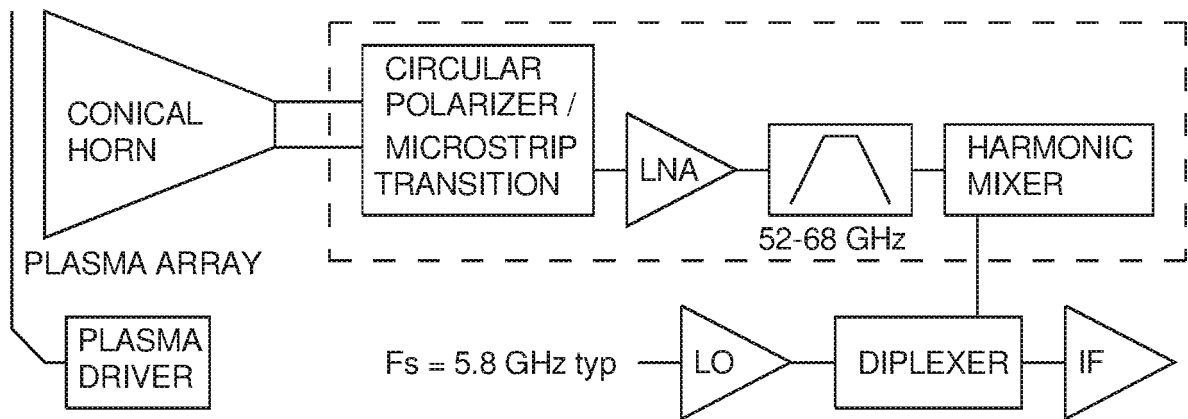 CONICAL
HORN
PLASMA ARRAY
PLASMA
DRIVER
CIRCULAR
POLARIZER /
MICROSTRIP
TRANSITION
LNA
52-68 GHz
HARMONIC
MIXER
Fs = 5.8 GHz typ
LO
DIPLEXER
IF